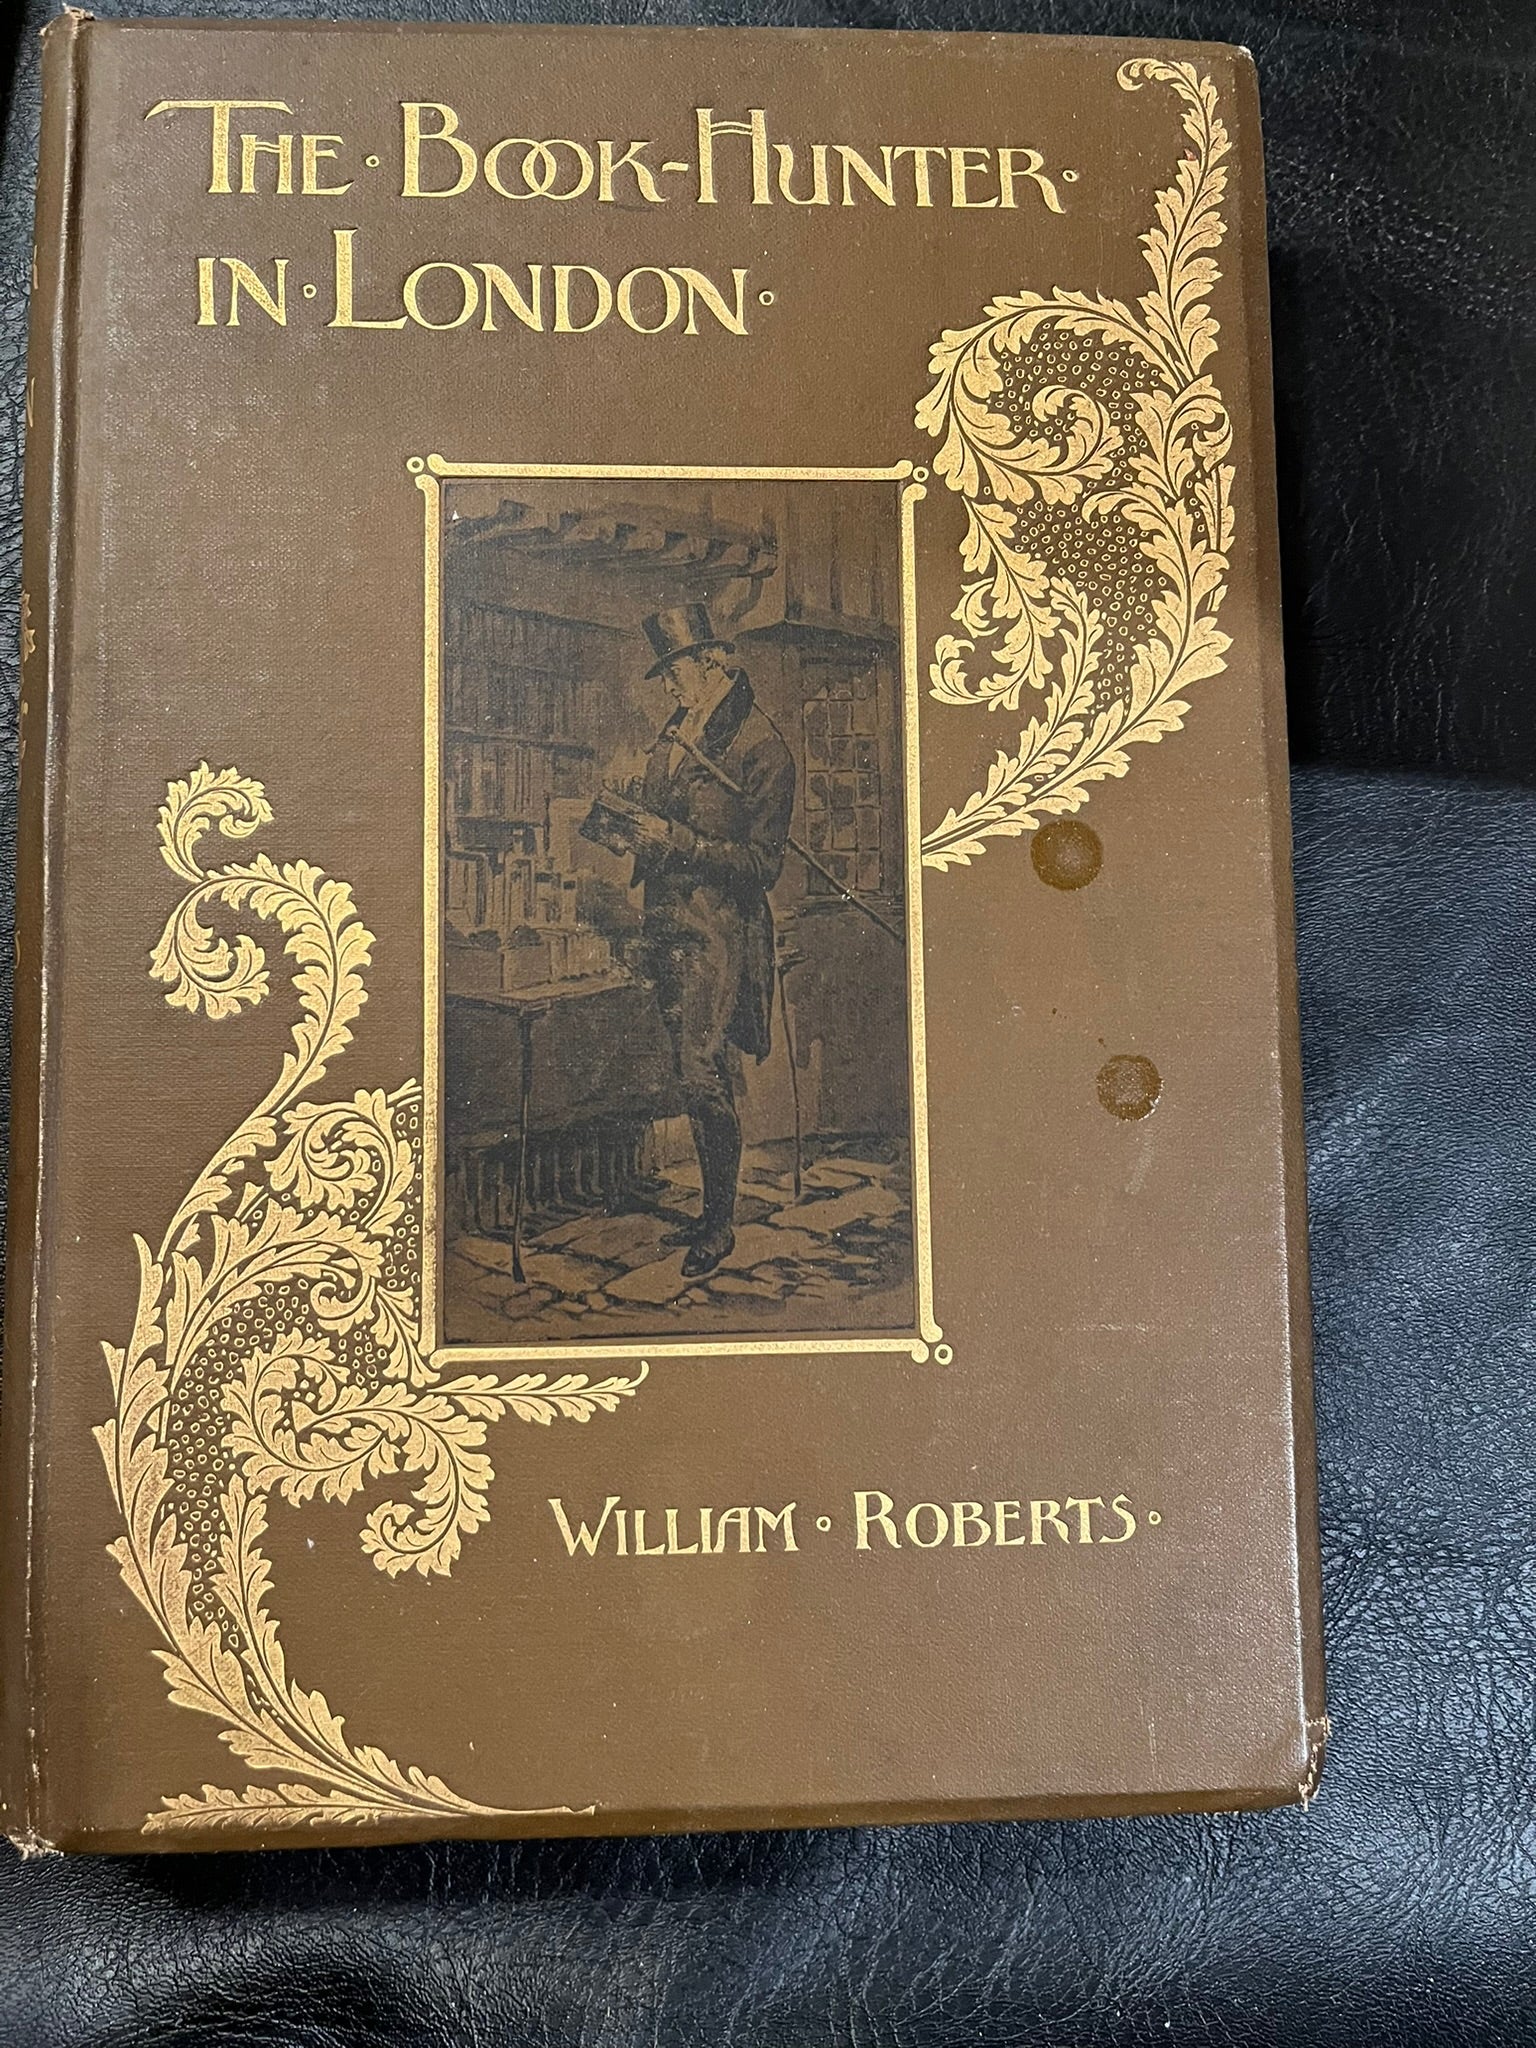 THE · BOOK-HUNTER ·
IN · LONDON ·
WILLIAM · ROBERTS ·